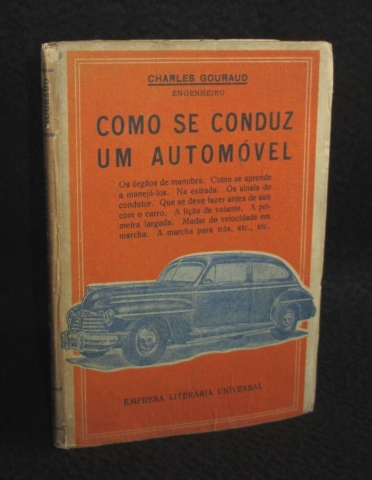 CHARLES GOURAUD
ENGENHEIRO
COMO SE CONDUZ
UM AUTOMÓVEL
Os órgãos de manobra. Como se aprende
a manejá-los. Na estrada. Os sinais do
condutor. Que se deve fazer antes de sair
com o carro. A lição de volante. A pri-
meira largada. Mudar de velocidade em
marcha. A marcha para trás, etc., etc.
EMPRESA LITERÁRIA UNIVERSAL